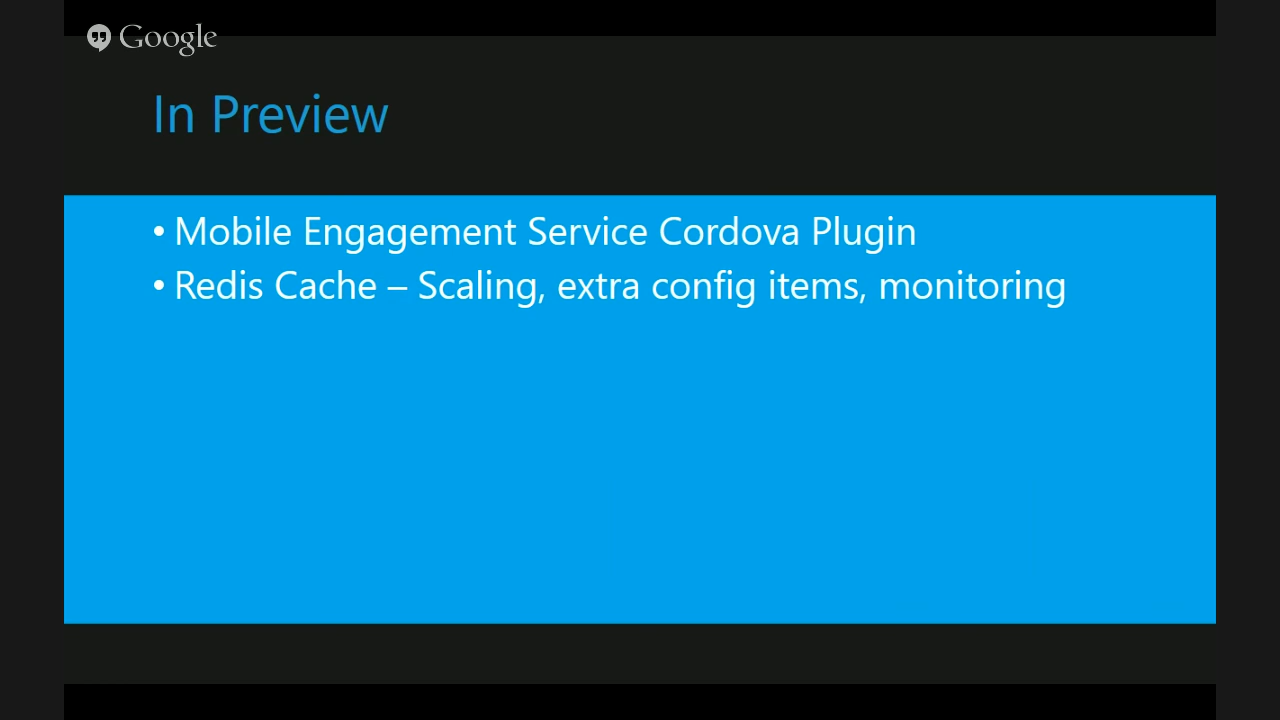 Google
In Preview
• Mobile Engagement Service Cordova Plugin
• Redis Cache – Scaling, extra config items, monitoring